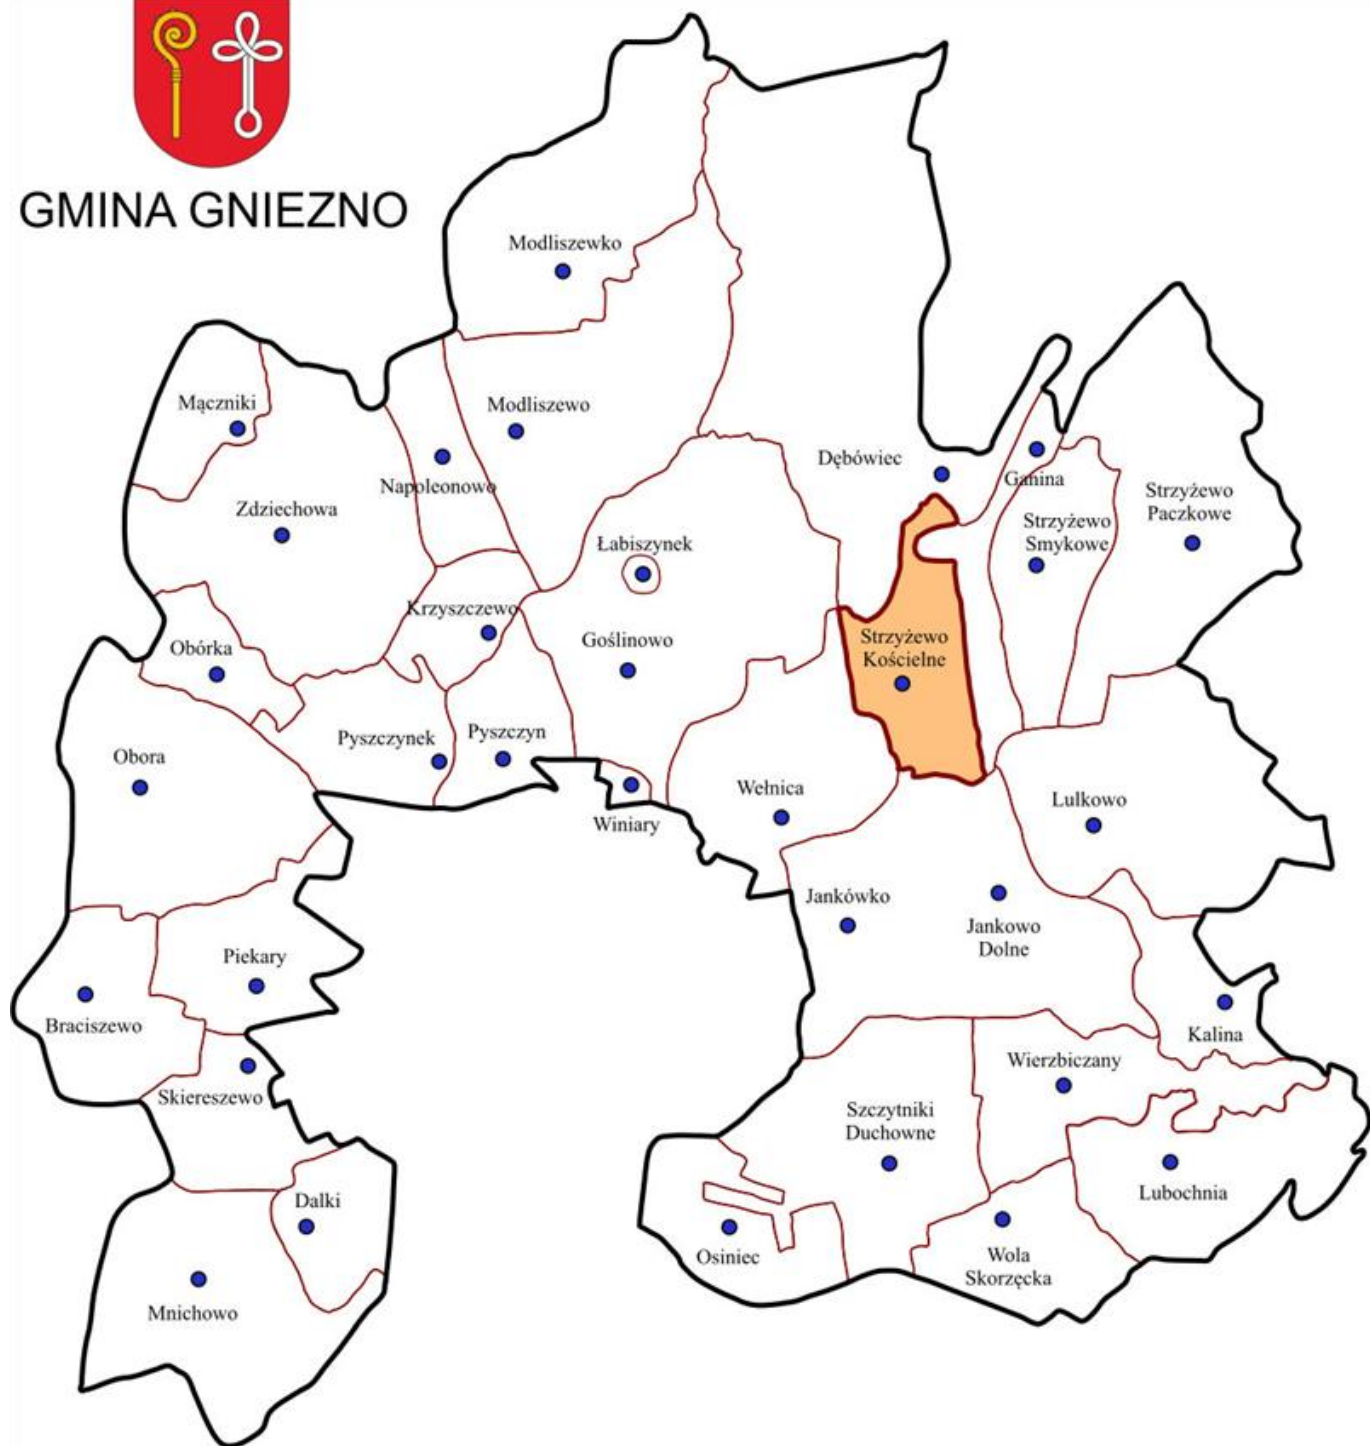 GMINA GNIEZNO
Modliszewko
Mączniki
Modliszewo
Napoleonowo
Zdziechowa
Dębówiec
Ganina
Strzyżewo
Paczkowe
Strzyżewo
Smykowe
Łabiszynek
Krzyszczewo
Goślinowo
Strzyżewo
Kościelne
Obórka
Pyszczynek
Pyszczyn
Obora
Winiary
Wełnica
Lulkowo
Jankówko
Jankowo
Dolne
Piekary
Braciszewo
Kalina
Skiereszewo
Wierzbiczany
Szczytniki
Duchowne
Lubochnia
Dalki
Osiniec
Wola
Skorzęcka
Mnichowo